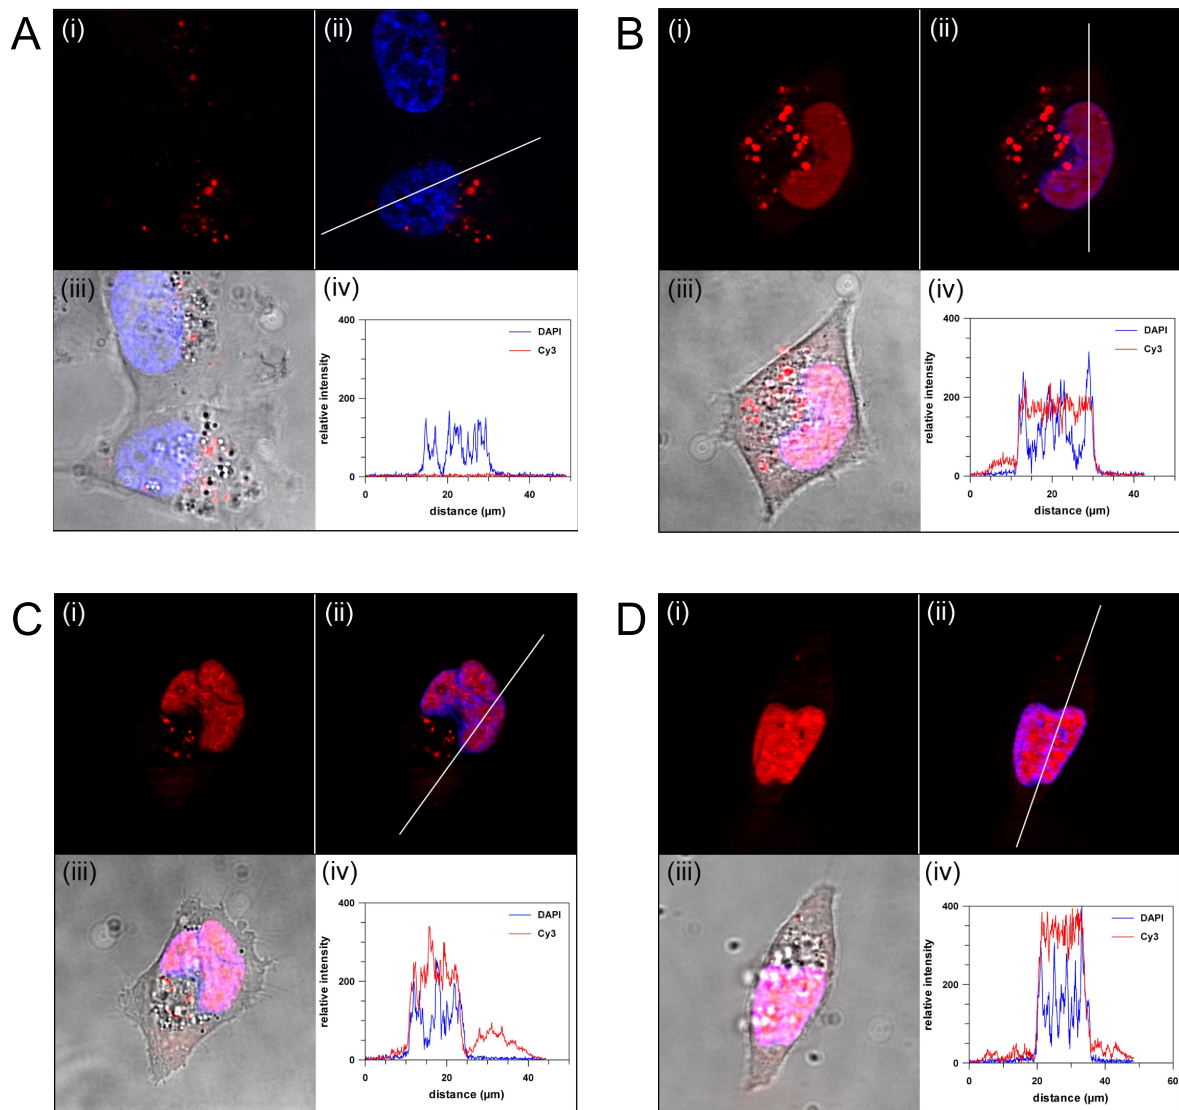 A
(i)
(ii)
(iii)
(iv)
400
200
0
relative intensity
DAPI
Cy3
0
20
40
distance (µm)
B
(i)
(ii)
(iii)
(iv)
400
200
0
relative intensity
DAPI
Cy3
0
20
40
distance (µm)
C
(i)
(ii)
(iii)
(iv)
400
200
0
relative intensity
DAPI
Cy3
0
20
40
distance (µm)
D
(i)
(ii)
(iii)
(iv)
400
200
0
relative intensity
DAPI
Cy3
0
20
40
60
distance (µm)